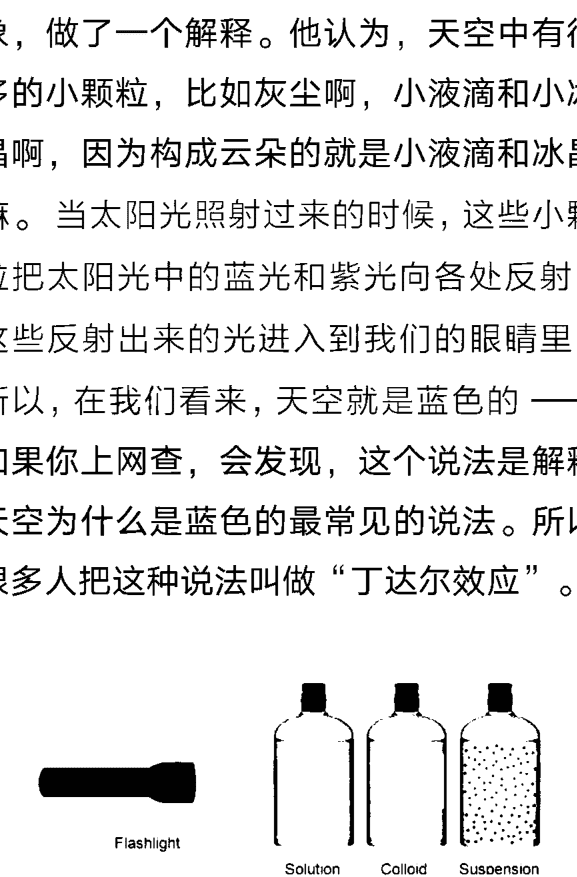 象，做了一个解释。他认为，天空中有很
多的小颗粒，比如灰尘啊，小液滴和小冰
晶啊，因为构成云朵的就是小液滴和冰晶
嘛。当太阳光照射过来的时候，这些小颗
粒把太阳光中的蓝光和紫光向各处反射
这些反射出来的光进入到我们的眼睛里
所以，在我们看来，天空就是蓝色的 —
如果你上网查，会发现，这个说法是解释
天空为什么是蓝色的最常见的说法。所以
很多人把这种说法叫做“丁达尔效应”。
Flashlight
Solution Colloid Suspension